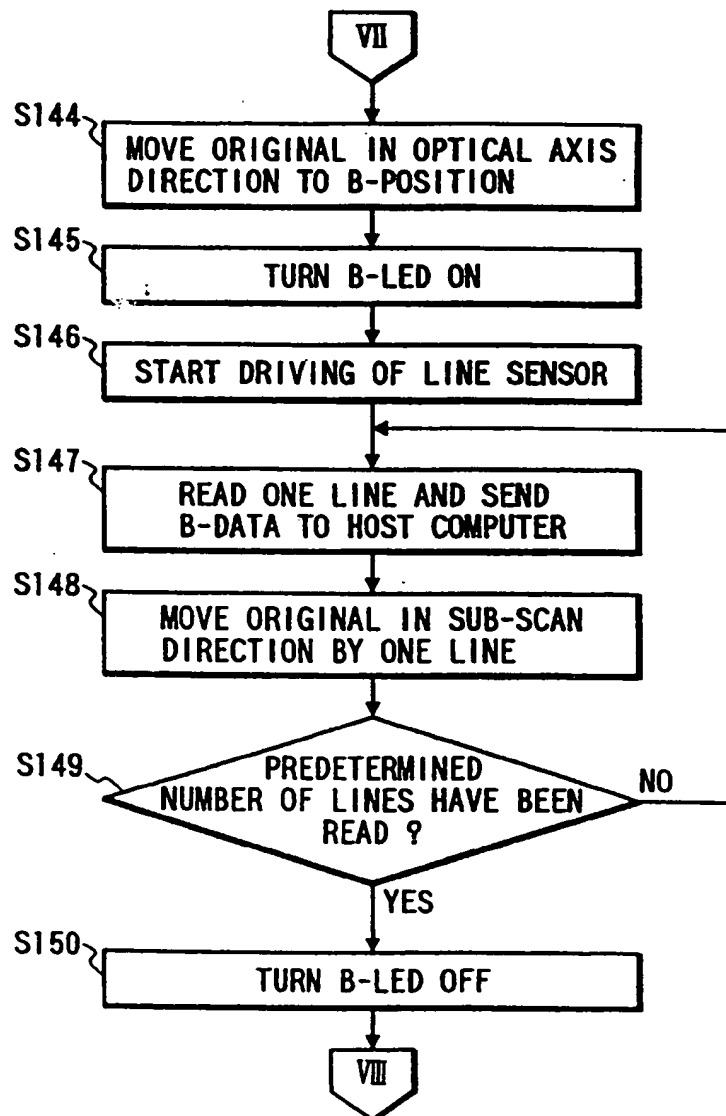 VII
S144
MOVE ORIGINAL IN OPTICAL AXIS
DIRECTION TO B-POSITION
S145
TURN B-LED ON
S146
START DRIVING OF LINE SENSOR
S147
READ ONE LINE AND SEND
B-DATA TO HOST COMPUTER
S148
MOVE ORIGINAL IN SUB-SCAN
DIRECTION BY ONE LINE
S149
PREDETERMINED
NUMBER OF LINES HAVE BEEN
READ ?
NO
YES
S150
TURN B-LED OFF
VIII